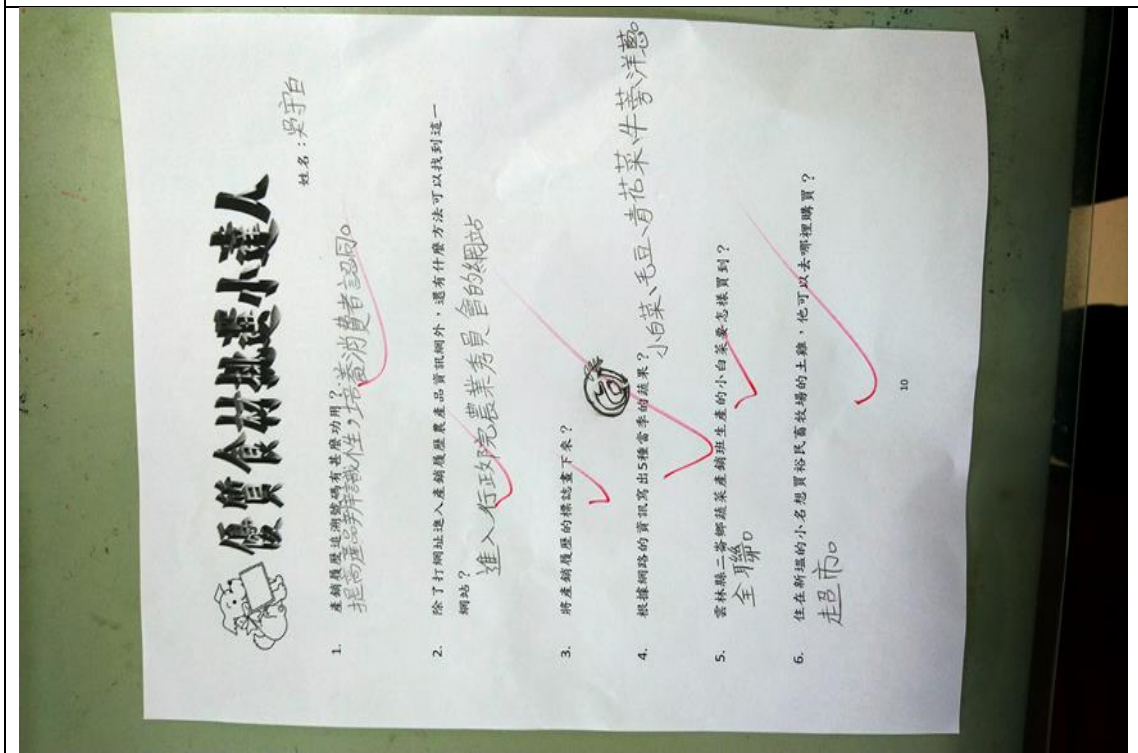 優質食材挑選小達人
姓名：吳守白
1. 產銷履歷追溯號碼有甚麼功用？
提高產品辨識性，培蓄消費者認同。
2. 除了打網址進入產銷履歷農產品資訊網外，還有什麼方法可以找到這一
網站？
進入行政院農業秀員會的網站
3. 將產銷履歷的標誌畫下來？
4. 根據網路的資訊寫出5種當季的蔬果？
小白菜、毛豆、青花菜、牛蒡、洋蔥。
5. 雲林縣二崙鄉蔬菜產銷班生產的小白菜要怎樣買到？
全聯。
6. 住在新塭的小名想買裕民畜牧場的土雞，他可以去哪裡購買？
超市。
10